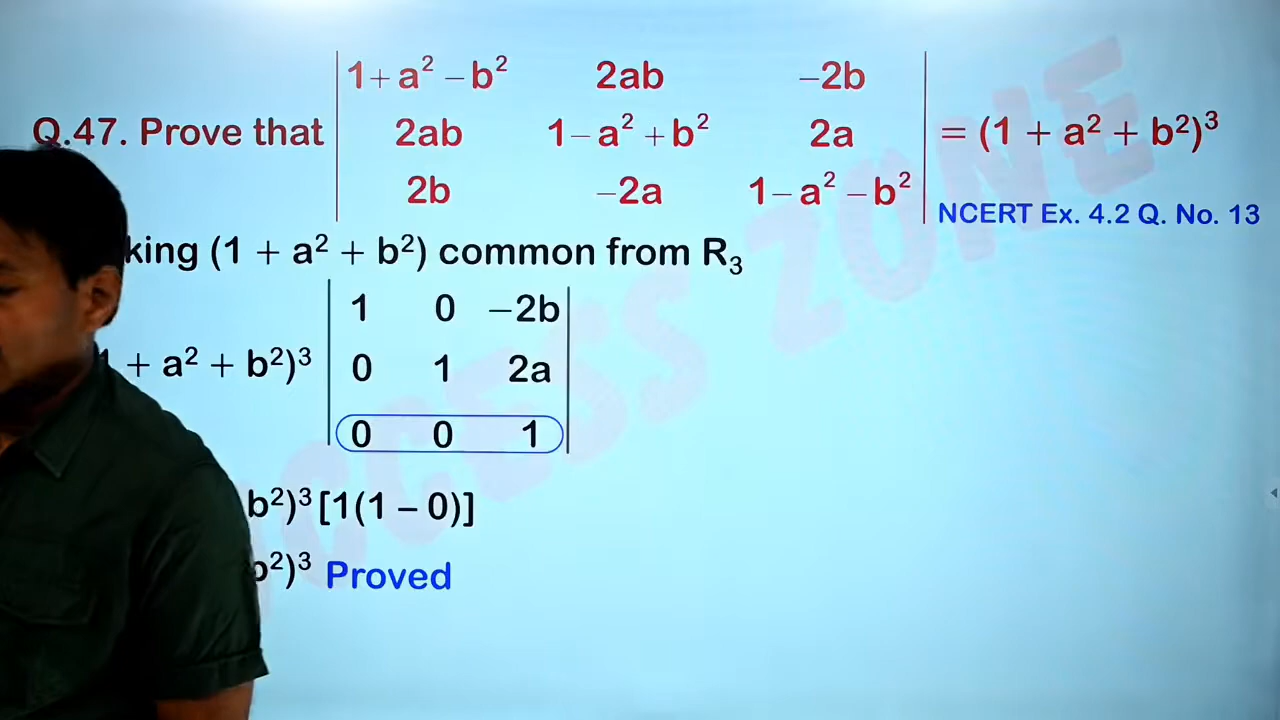 1+ a² − b² 2ab −2b
Q.47. Prove that 2ab 1− a² + b² 2a = (1 + a² + b²)³
2b −2a 1− a² − b²
NCERT Ex. 4.2 Q. No. 13
king (1 + a² + b²) common from R₃
1 0 −2b
+ a² + b²)³ 0 1 2a
0 0 1
b²)³ [1(1 – 0)]
b²)³ Proved